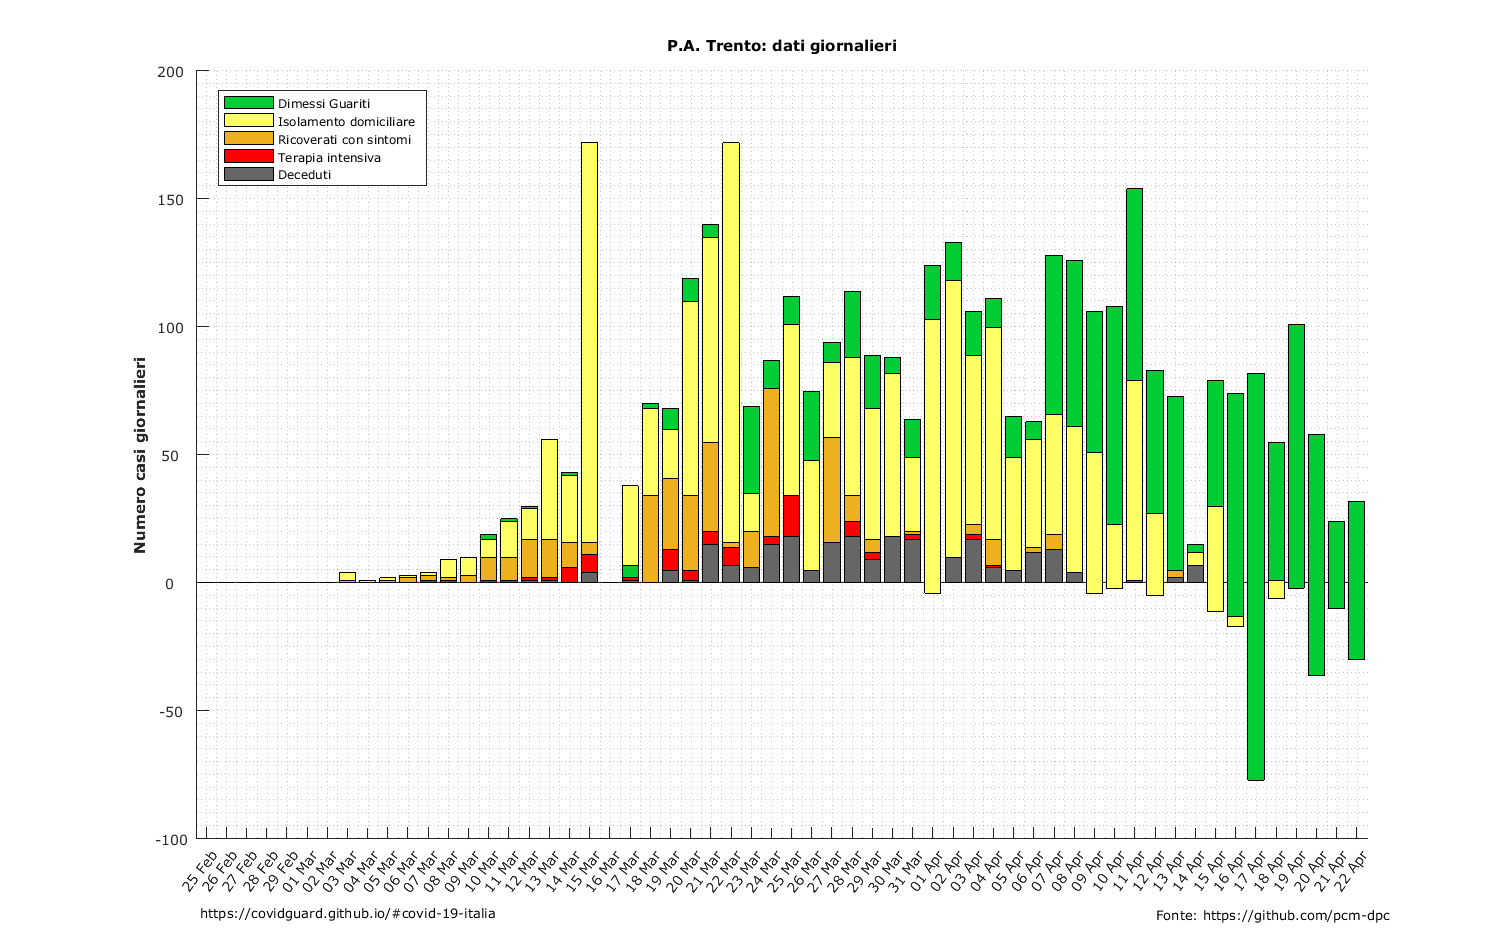 P.A. Trento: dati giornalieri
200
150
100
50
0
-50
-100
Numero casi giornalieri
Dimessi Guariti
Isolamento domiciliare
Ricoverati con sintomi
Terapia intensiva
Deceduti
25 Feb
26 Feb
27 Feb
28 Feb
29 Feb
01 Mar
02 Mar
03 Mar
04 Mar
05 Mar
06 Mar
07 Mar
08 Mar
09 Mar
10 Mar
11 Mar
12 Mar
13 Mar
14 Mar
15 Mar
16 Mar
17 Mar
18 Mar
19 Mar
20 Mar
21 Mar
22 Mar
23 Mar
24 Mar
25 Mar
26 Mar
27 Mar
28 Mar
29 Mar
30 Mar
31 Mar
01 Apr
02 Apr
03 Apr
04 Apr
05 Apr
06 Apr
07 Apr
08 Apr
09 Apr
10 Apr
11 Apr
12 Apr
13 Apr
14 Apr
15 Apr
16 Apr
17 Apr
18 Apr
19 Apr
20 Apr
21 Apr
22 Apr
https://covidguard.github.io/#covid-19-italia
Fonte: https://github.com/pcm-dpc